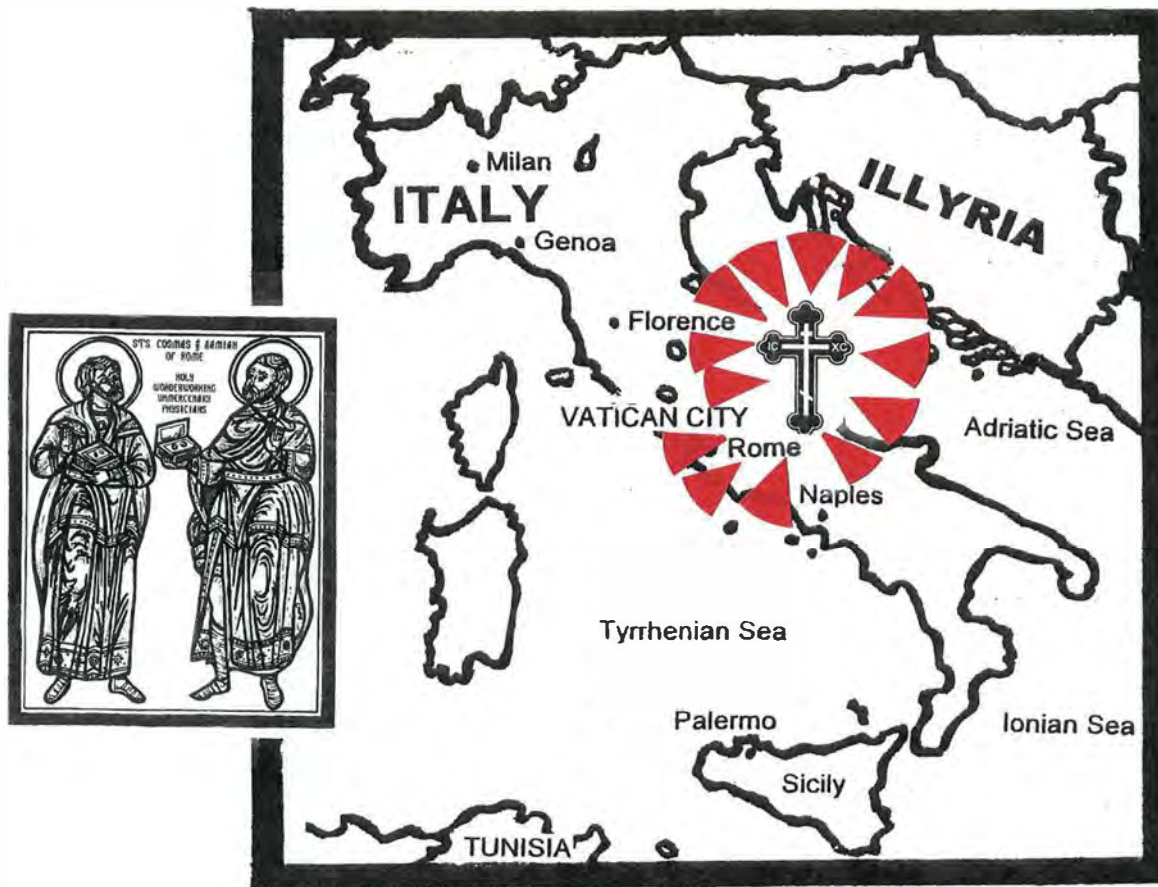 STS. COSMAS & DAMIAN
OF ROME
HOLY
WONDERWORKING
UNMERCENARY
PHYSICIANS
Milan
ITALY
Genoa
ILLYRIA
Florence
IC XC
VATICAN CITY
Rome
Adriatic Sea
Naples
Tyrrhenian Sea
Palermo
Ionian Sea
Sicily
TUNISIA